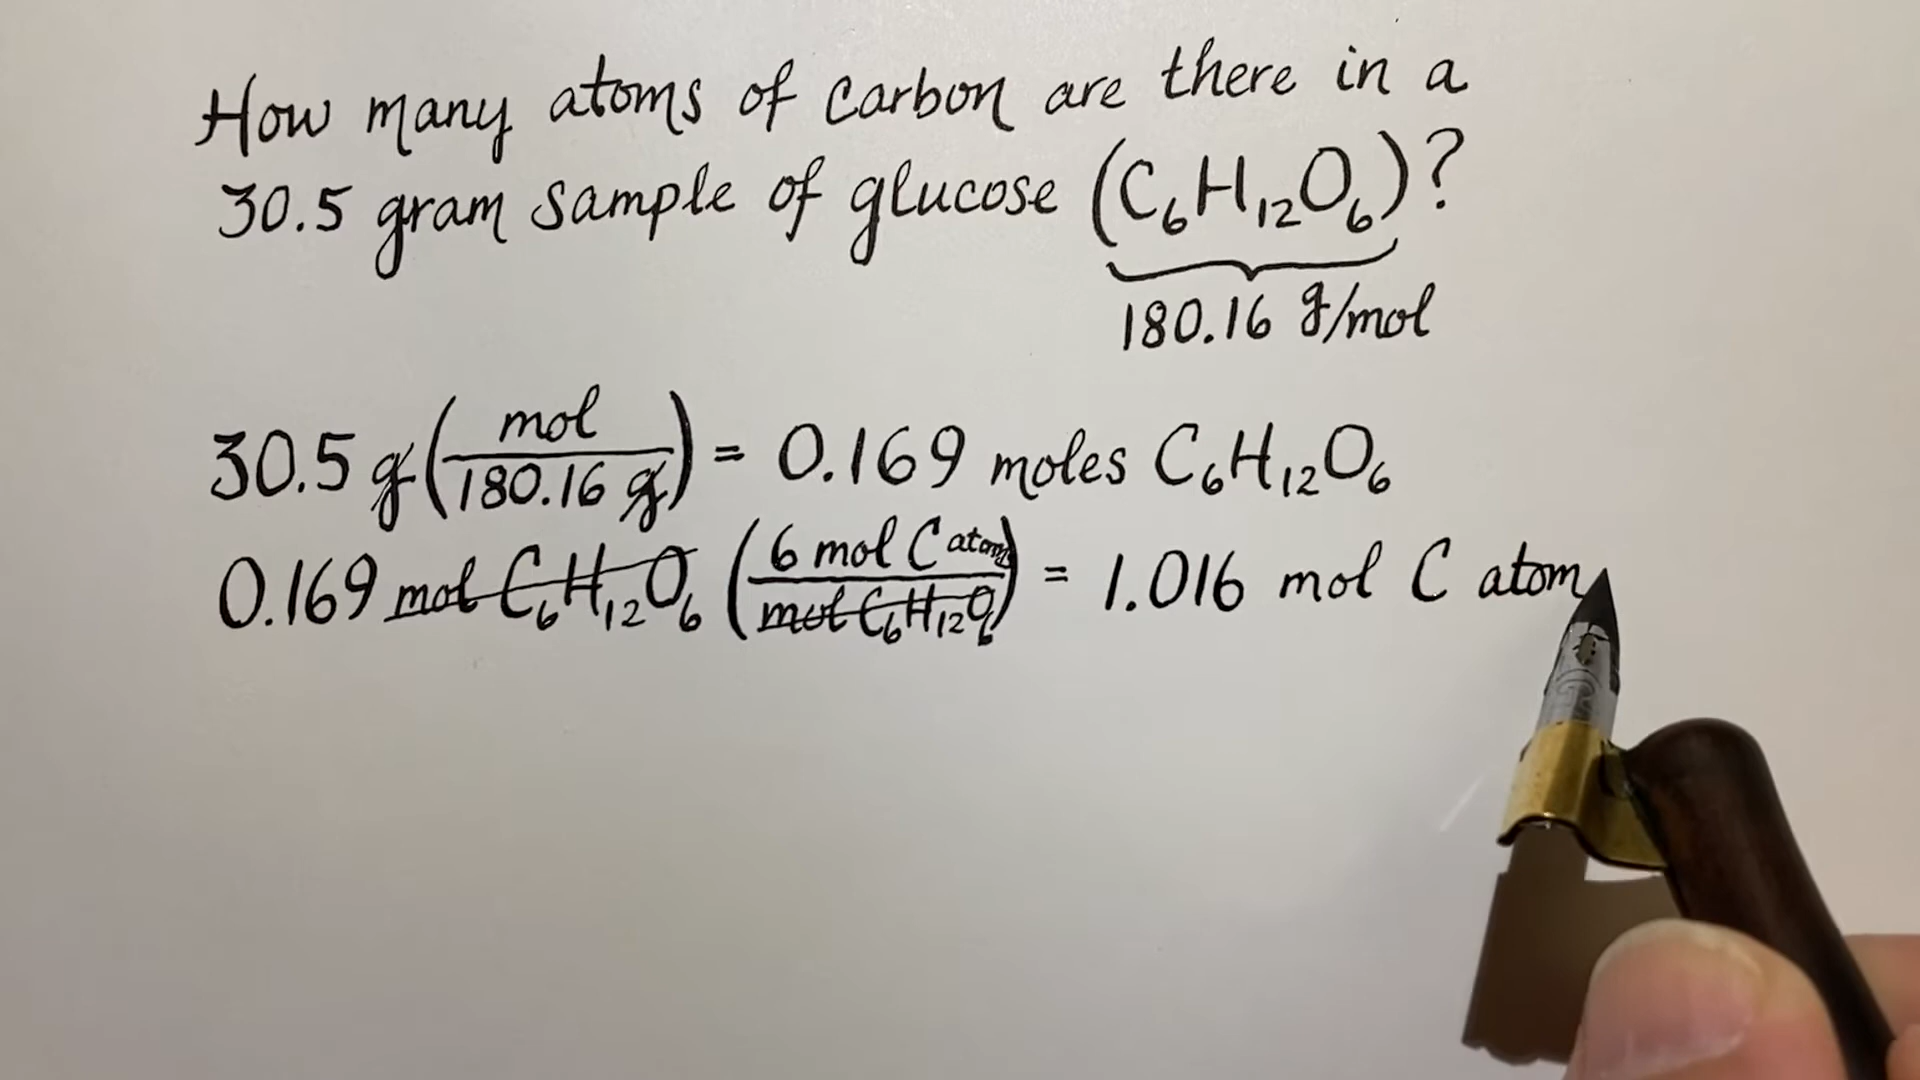 How many atoms of carbon are there in a
30.5 gram sample of glucose (C₆H₁₂O₆)?
180.16 g/mol
30.5 g (mol / 180.16 g) = 0.169 moles C₆H₁₂O₆
0.169 mol C₆H₁₂O₆ (6 mol C atoms / mol C₆H₁₂O₆) = 1.016 mol C atom